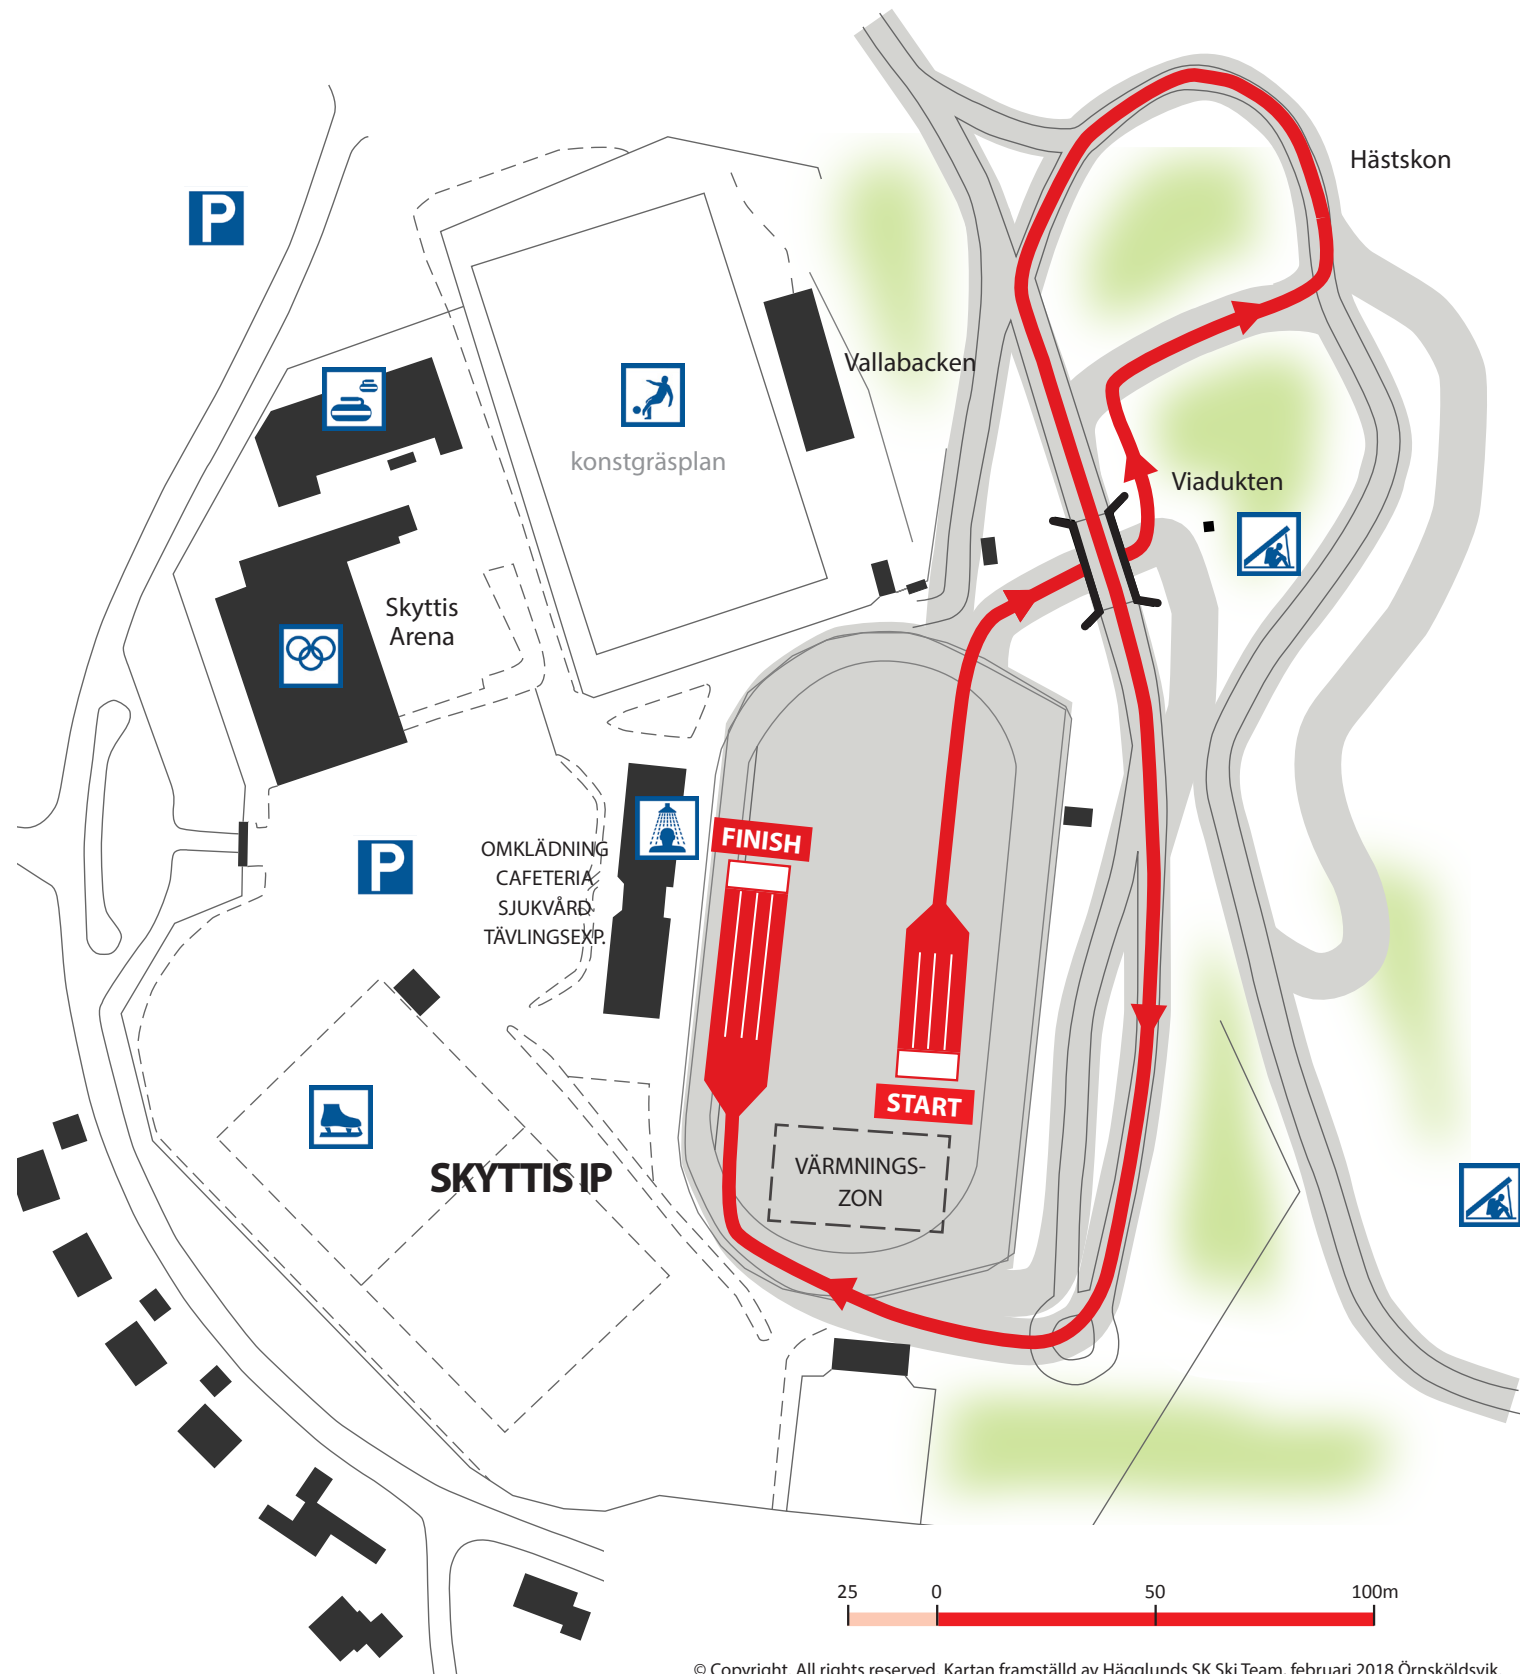 Hästskon
P
Vallabacken
konstgräsplan
Viadukten
Skyttis
Arena
FINISH
OMKLÄDNING
CAFETERIA
SJUKVÅRD
TÄVLINGSEXP.
P
START
VÄRMNINGS-
ZON
SKYTTIS IP
25 0 50 100m
© Copyright. All rights reserved. Kartan framställd av Hägglunds SK Ski Team, februari 2018 Örnsköldsvik